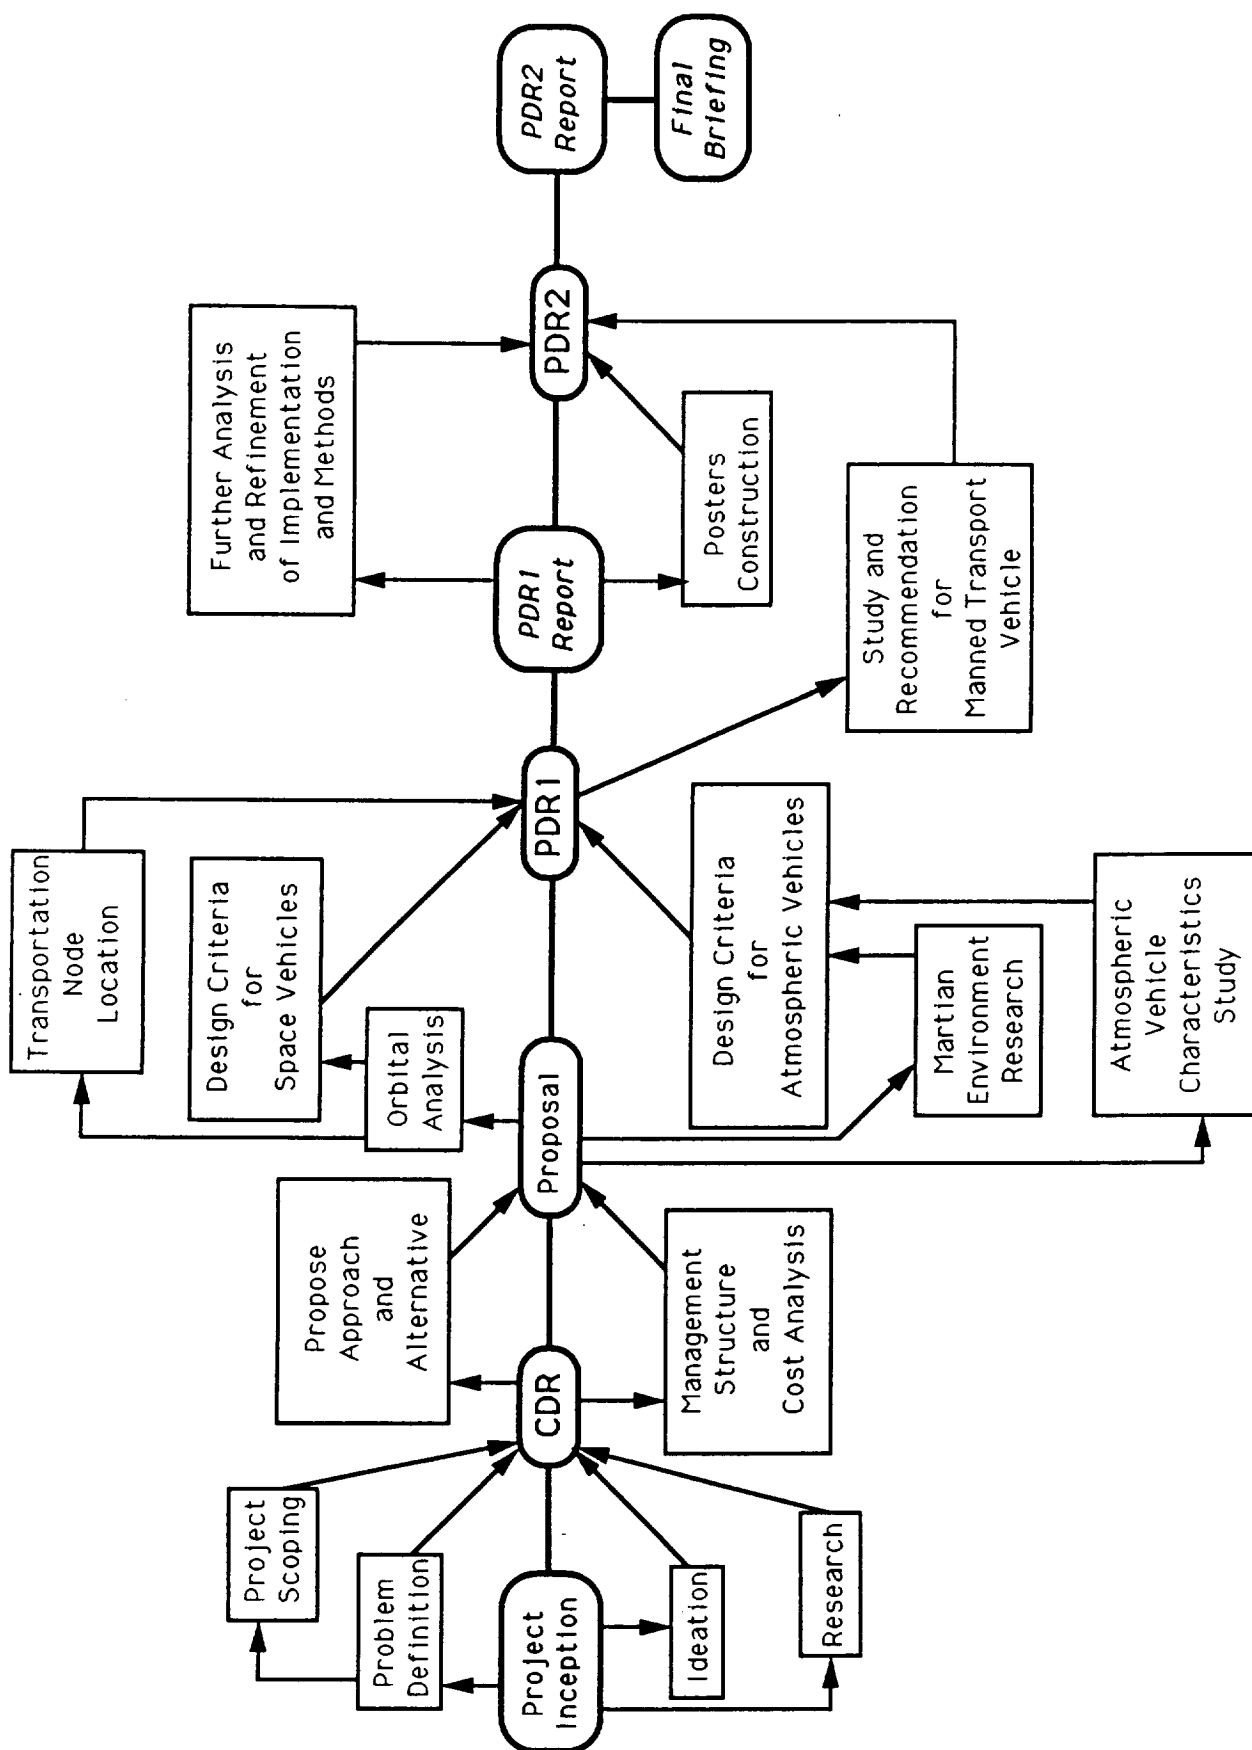 Project
Inception
Problem
Definition
Project
Scoping
Ideation
Research
CDR
Propose
Approach
and
Alternative
Management
Structure
and
Cost Analysis
Proposal
Orbital
Analysis
Transportation
Node
Location
Design Criteria
for
Space Vehicles
Design Criteria
for
Atmospheric Vehicles
Martian
Environment
Research
Atmospheric
Vehicle
Characteristics
Study
PDR1
PDR1
Report
Study and
Recommendation
for
Manned Transport
Vehicle
Further Analysis
and Refinement
of Implementation
and Methods
Posters
Construction
PDR2
PDR2
Report
Final
Briefing